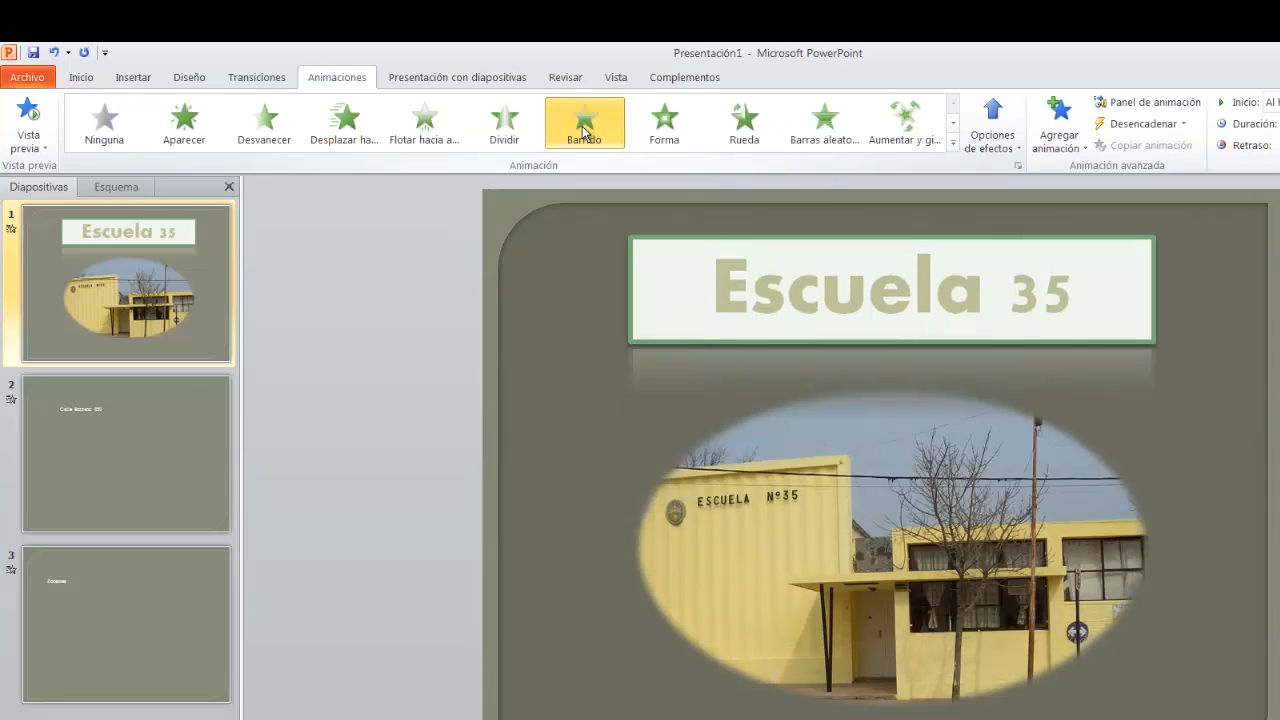 Presentación1 - Microsoft PowerPoint
Archivo Inicio Insertar Diseño Transiciones Animaciones Presentación con diapositivas Revisar Vista Complementos
Vista previa
Ninguna Aparecer Desvanecer Desplazar ha... Flotar hacia a... Dividir Barrido Forma Rueda Barras aleato... Aumentar y gi...
Opciones de efectos
Agregar animación
Panel de animación
Desencadenar
Copiar animación
Inicio: Al
Duración:
Retraso:
Vista previa Animación Animación avanzada
Diapositivas Esquema
1
Escuela 35
ESCUELA Nº35
2
3
Escuela 35
ESCUELA Nº35